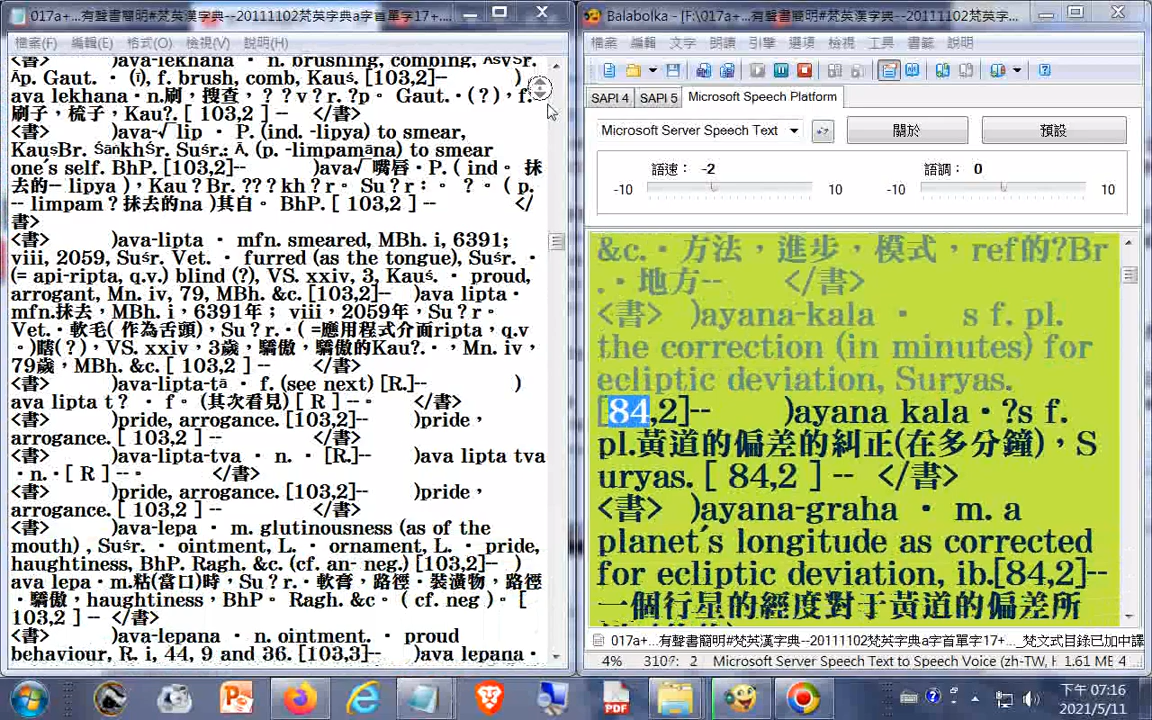 017a+...有聲書簡明#梵英漢字典--20111102梵英字典a字首單字17+...
檔案(F) 編輯(E) 格式(O) 檢視(V) 說明(H)
<書> )ava-lekhana · n. brushing, combing, ĀśvŚr.
Āp. Gaut. · (ī), f. brush, comb, Kauś. [103,2]-- )
ava lekhana · n.刷，搜查，? ? v ? r. ?p。 Gaut.·( ? )，f.
刷子，梳子，Kau?. [ 103,2 ] -- </書>
<書> )ava-√ lip · P. (ind. -lipya) to smear,
KauṣBr. ŚāṅkhŚr. Suśr.: Ā. (p. -limpamāna) to smear
one's self. BhP. [103,2]-- )ava√ 嘴唇·P. ( ind。 抹
去的− lipya )，Kau ? Br. ??? kh ? r。 Su ? r：。 ? 。( p.
-- limpam ? 抹去的na )其自。 BhP. [ 103,2 ] -- </
書>
<書> )ava-lipta · mfn. smeared, MBh. i, 6391;
viii, 2059, Suśr. Vet. · furred (as the tongue), Suśr. ·
(= api-ripta, q.v.) blind (?), VS. xxiv, 3, Kauś. · proud,
arrogant, Mn. iv, 79, MBh. &c. [103,2]-- )ava lipta·
mfn.抹去，MBh. i，6391年； viii，2059年，Su ? r。
Vet.·軟毛( 作為舌頭)，Su ? r.·( =應用程式介面ripta，q.v
。)瞎( ? )，VS. xxiv，3歲，驕傲，驕傲的Kau?.·，Mn. iv，
79歲，MBh. &c. [ 103,2 ] -- </書>
<書> )ava-lipta-tā · f. (see next) [R.]-- )
ava lipta t ? · f。 (其次看見) [ R ] --。 </書>
<書> )pride, arrogance. [103,2]-- )pride，
arrogance. [ 103,2 ] -- </書>
<書> )ava-lipta-tva · n. · [R.]-- )ava lipta tva
·n.·[ R ] --。 </書>
<書> )pride, arrogance. [103,2]-- )pride，
arrogance. [ 103,2 ] -- </書>
<書> )ava-lepa · m. glutinousness (as of the
mouth) , Suśr. · ointment, L. · ornament, L. · pride,
haughtiness, BhP. Ragh. &c. (cf. an- neg.) [103,2]-- )
ava lepa·m.粘(當口)時，Su ? r.·軟膏，路徑·裝潢物，路徑
·驕傲，haughtiness，BhP。 Ragh. &c。 ( cf. neg )。 [
103,2 ] -- </書>
<書> )ava-lepana · n. ointment. · proud
behaviour, R. i, 44, 9 and 36. [103,3]-- )ava lepana·
Balabolka - [F:\017a+...有聲書簡明#梵英漢字典--20111102梵英字...
檔案 編輯 文字 朗讀 引擎 選項 檢視 工具 書籤 說明
SAPI 4 SAPI 5 Microsoft Speech Platform
Microsoft Server Speech Text 關於 預設
語速： -2 語調： 0
-10 10 -10 10
&c.·方法，進步，模式，ref的?Br
.·地方-- </書>
<書> )ayana-kala · s f. pl.
the correction (in minutes) for
ecliptic deviation, Suryas.
[84,2]-- )ayana kala·?s f.
pl.黃道的偏差的糾正(在多分鐘)，S
uryas. [ 84,2 ] -- </書>
<書> )ayana-graha · m. a
planet's longitude as corrected
for ecliptic deviation, ib.[84,2]--
一個行星的經度對于黃道的偏差所
017a+...有聲書簡明#梵英漢字典--20111102梵英字典a字首單字17+..._梵文式目錄已加中譯
4% 310?: 2 Microsoft Server Speech Text to Speech Voice (zh-TW, H 1.61 ME 4
下午 07:16
2021/5/11